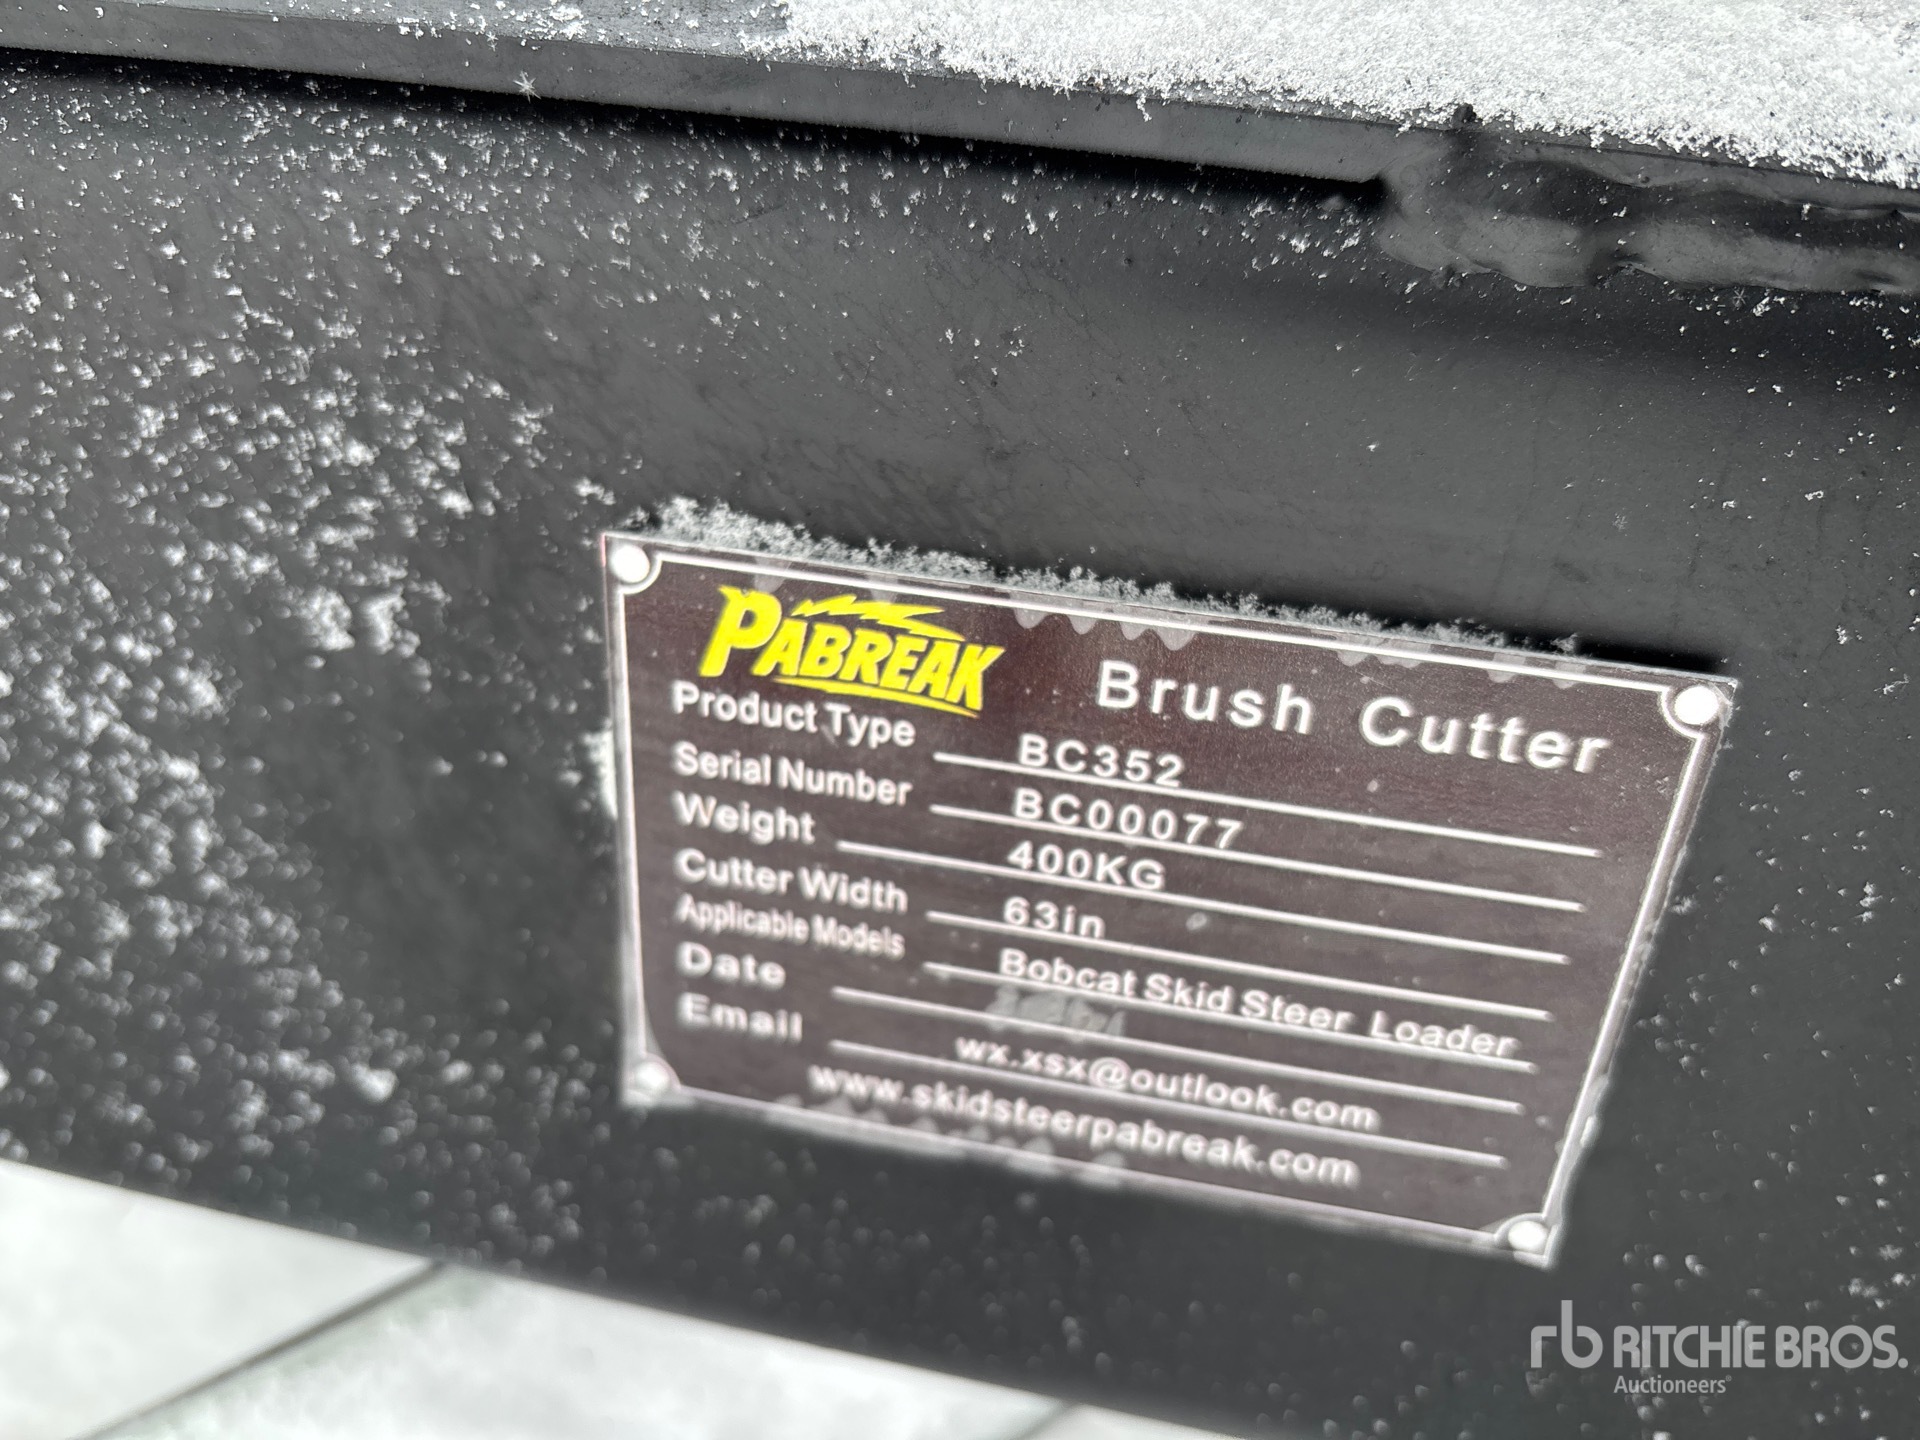 PABREAK Brush Cutter
Product Type BC352
Serial Number BC00077
Weight 400KG
Cutter Width 63in
Applicable Models Bobcat Skid Steer Loader
Date
Email wx.xsx@outlook.com
www.skidsteerpabreak.com
rb RITCHIE BROS.
Auctioneers